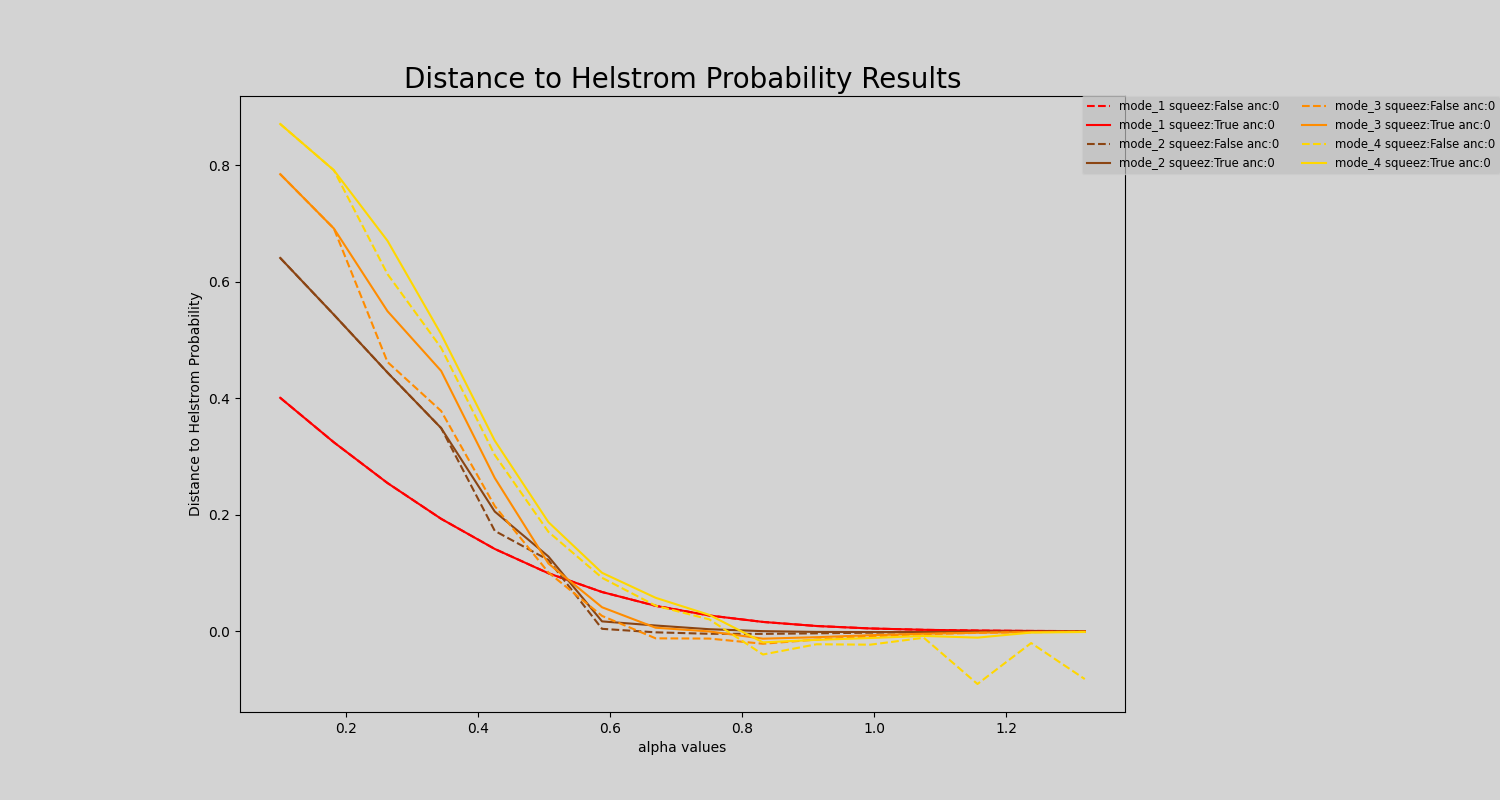 Distance to Helstrom Probability Results
mode_1 squeez:False anc:0
mode_1 squeez:True anc:0
mode_2 squeez:False anc:0
mode_2 squeez:True anc:0
mode_3 squeez:False anc:0
mode_3 squeez:True anc:0
mode_4 squeez:False anc:0
mode_4 squeez:True anc:0
Distance to Helstrom Probability
0.8
0.6
0.4
0.2
0.0
0.2 0.4 0.6 0.8 1.0 1.2
alpha values